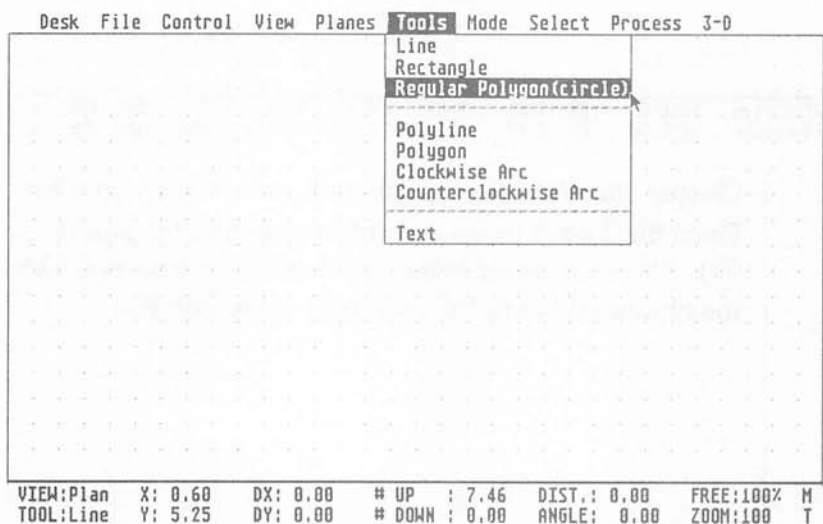 Desk File Control View Planes Tools Mode Select Process 3-D
Line
Rectangle
Regular Polygon(circle)
Polyline
Polygon
Clockwise Arc
Counterclockwise Arc
Text
VIEW:Plan X: 0.60 DX: 0.00 # UP : 7.46 DIST.: 0.00 FREE:100% M
TOOL:Line Y: 5.25 DY: 0.00 # DOWN : 0.00 ANGLE: 0.00 ZOOM:100 T